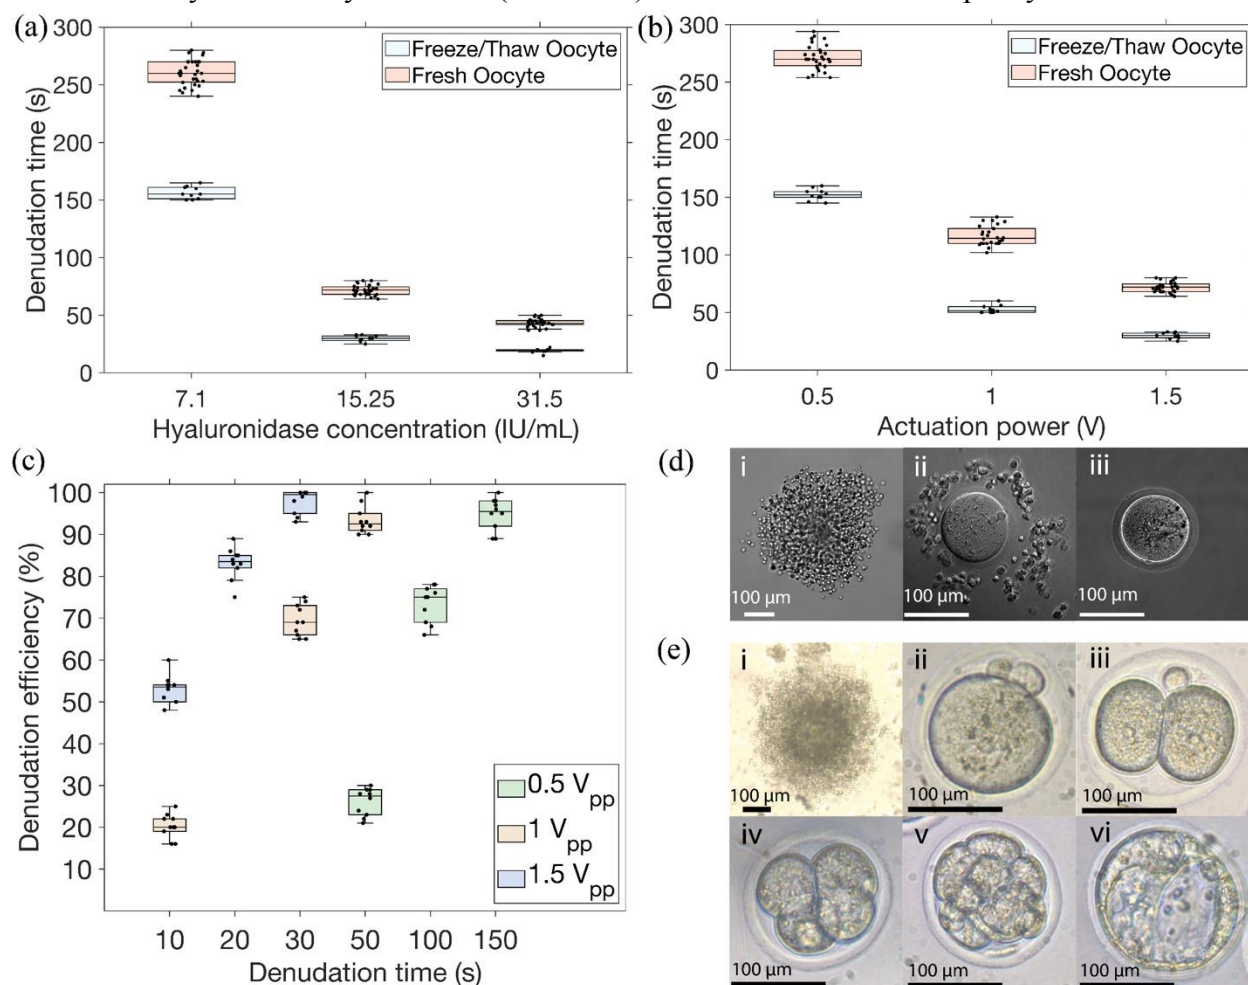 (a)
300
250
200
150
100
50
0
Denudation time (s)
Freeze/Thaw Oocyte
Fresh Oocyte
7.1 15.25 31.5
Hyaluronidase concentration (IU/mL)
(b)
300
250
200
150
100
50
0
Denudation time (s)
Freeze/Thaw Oocyte
Fresh Oocyte
0.5 1 1.5
Actuation power (V)
(c)
100
90
80
70
60
50
40
30
20
10
Denudation efficiency (%)
0.5 Vpp
1 Vpp
1.5 Vpp
10 20 30 50 100 150
Denudation time (s)
(d)
i ii iii
100 µm 100 µm 100 µm
(e)
i ii iii
100 µm 100 µm 100 µm
iv v vi
100 µm 100 µm 100 µm